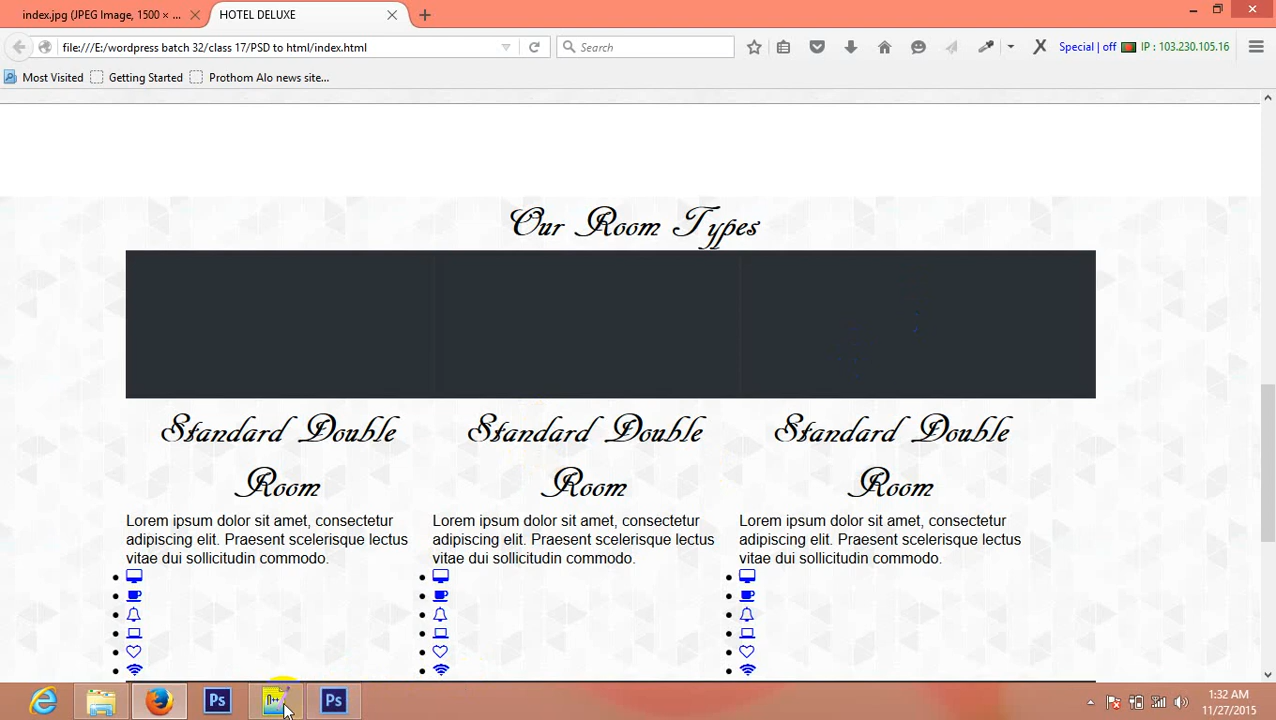 index.jpg (JPEG Image, 1500 × ...
HOTEL DELUXE
file:///E:/wordpress batch 32/class 17/PSD to html/index.html
Search
Special | off
IP : 103.230.105.16
Most Visited
Getting Started
Prothom Alo news site...
Our Room Types
Standard Double Room
Standard Double Room
Standard Double Room
Lorem ipsum dolor sit amet, consectetur
adipiscing elit. Praesent scelerisque lectus
vitae dui sollicitudin commodo.
Lorem ipsum dolor sit amet, consectetur
adipiscing elit. Praesent scelerisque lectus
vitae dui sollicitudin commodo.
Lorem ipsum dolor sit amet, consectetur
adipiscing elit. Praesent scelerisque lectus
vitae dui sollicitudin commodo.
Ps
Ps
1:32 AM
11/27/2015